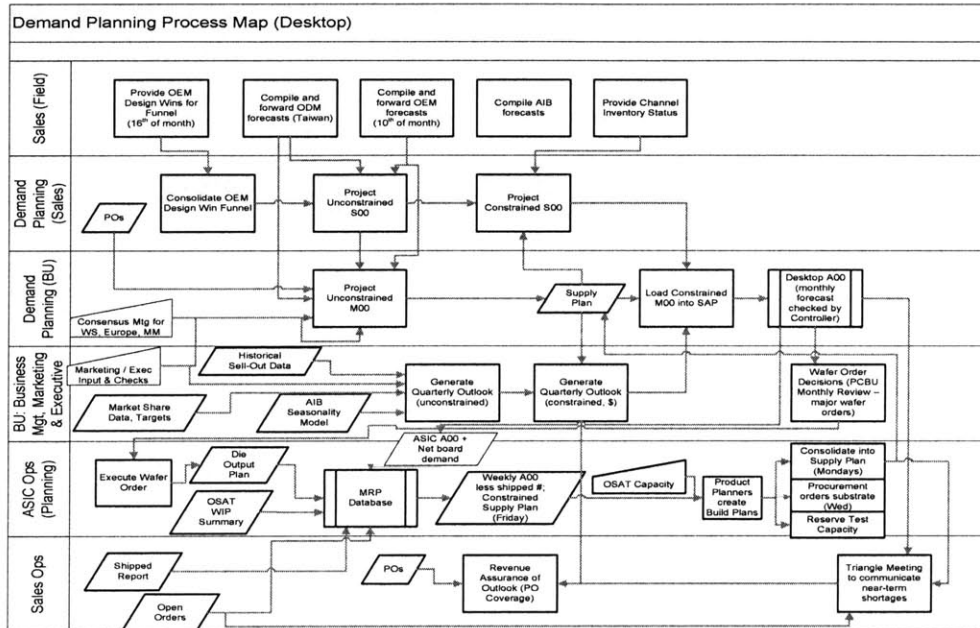 Demand Planning Process Map (Desktop)
Sales (Field)
Provide OEM
Design Wins for
Funnel
(16th of month)
Compile and
forward ODM
forecasts (Taiwan)
Compile and
forward OEM
forecasts
(10th of month)
Compile AIB
forecasts
Provide Channel
Inventory Status
Demand
Planning
(Sales)
POs
Consolidate OEM
Design Win Funnel
Project
Unconstrained
S00
Project
Constrained S00
Demand
Planning (BU)
Consensus Mtg for
WS, Europe, MM
Project
Unconstrained
M00
Supply
Plan
Load Constrained
M00 into SAP
Desktop A00
(monthly
forecast
checked by
Controller)
BU: Business
Mgt, Marketing
& Executive
Marketing / Exec
Input & Checks
Historical
Sell-Out Data
Market Share
Data, Targets
AIB
Seasonality
Model
Generate
Quarterly Outlook
(unconstrained)
Generate
Quarterly Outlook
(constrained, $)
Wafer Order
Decisions (PCBU
Monthly Review –
major wafer
orders)
ASIC Ops
(Planning)
Execute Wafer
Order
Die
Output
Plan
OSAT
WIP
Summary
MRP
Database
ASIC A00 +
Net board
demand
Weekly A00
less shipped #;
Constrained
Supply Plan
(Friday)
OSAT Capacity
Product
Planners
create
Build Plans
Consolidate into
Supply Plan
(Mondays)
Procurement
orders substrate
(Wed)
Reserve Test
Capacity
Sales Ops
Shipped
Report
Open
Orders
POs
Revenue
Assurance of
Outlook (PO
Coverage)
Triangle Meeting
to communicate
near-term
shortages